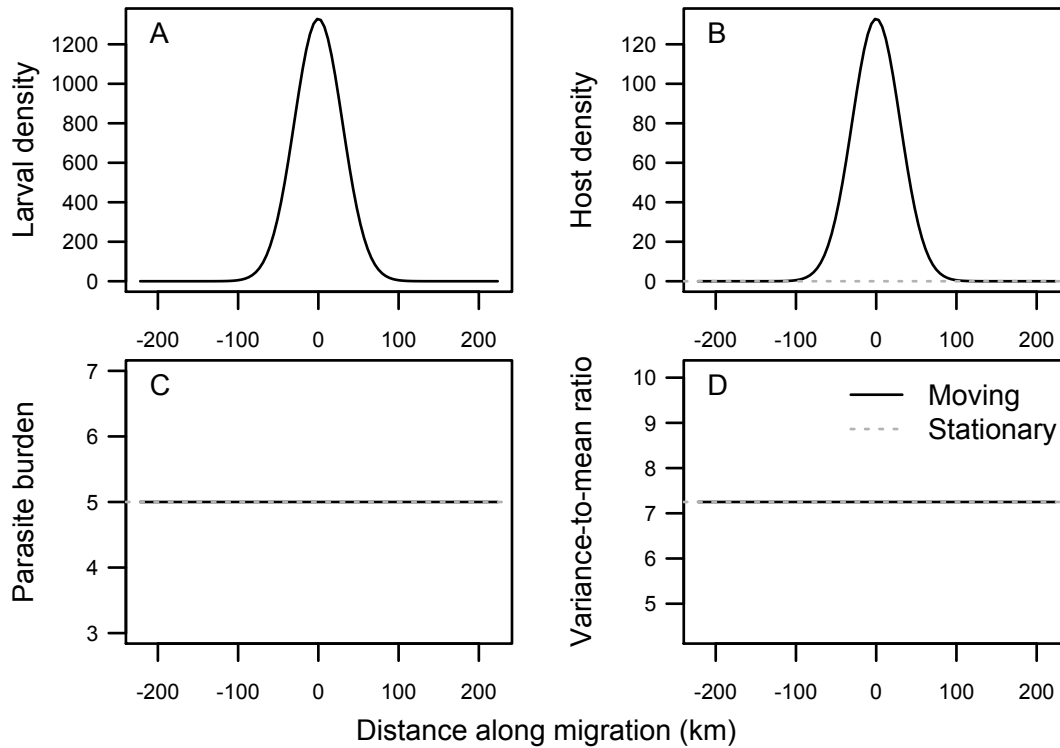 A
Larval density
1200
1000
800
600
400
200
0
-200 -100 0 100 200
B
Host density
120
100
80
60
40
20
0
-200 -100 0 100 200
C
Parasite burden
7
6
5
4
3
-200 -100 0 100 200
D
Variance-to-mean ratio
10
9
8
7
6
5
Moving
Stationary
-200 -100 0 100 200
Distance along migration (km)